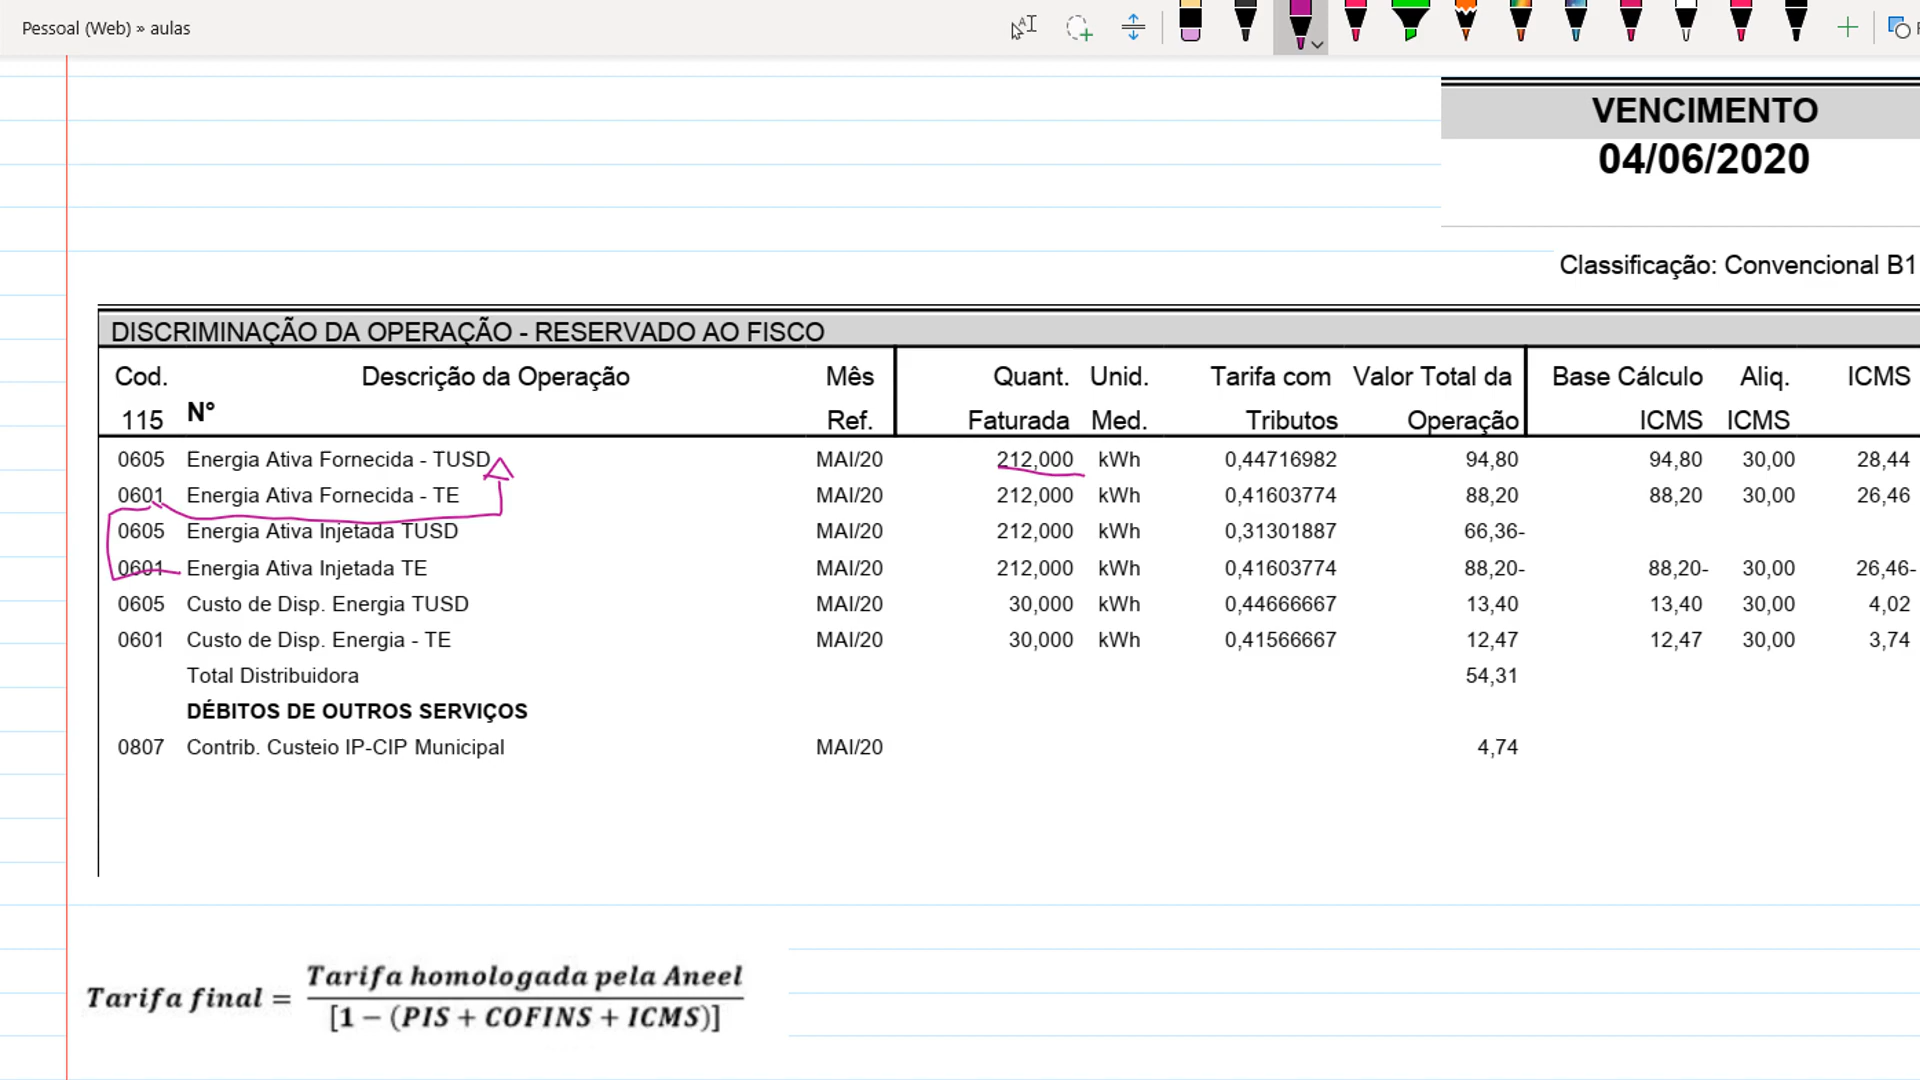 Pessoal (Web) » aulas
VENCIMENTO
04/06/2020
Classificação: Convencional B1
DISCRIMINAÇÃO DA OPERAÇÃO - RESERVADO AO FISCO
Cod. Descrição da Operação Mês Quant. Unid. Tarifa com Valor Total da Base Cálculo Aliq. ICMS
115 N° Ref. Faturada Med. Tributos Operação ICMS ICMS
0605 Energia Ativa Fornecida - TUSD MAI/20 212,000 kWh 0,44716982 94,80 94,80 30,00 28,44
0601 Energia Ativa Fornecida - TE MAI/20 212,000 kWh 0,41603774 88,20 88,20 30,00 26,46
0605 Energia Ativa Injetada TUSD MAI/20 212,000 kWh 0,31301887 66,36-
0601 Energia Ativa Injetada TE MAI/20 212,000 kWh 0,41603774 88,20- 88,20- 30,00 26,46-
0605 Custo de Disp. Energia TUSD MAI/20 30,000 kWh 0,44666667 13,40 13,40 30,00 4,02
0601 Custo de Disp. Energia - TE MAI/20 30,000 kWh 0,41566667 12,47 12,47 30,00 3,74
Total Distribuidora 54,31
DÉBITOS DE OUTROS SERVIÇOS
0807 Contrib. Custeio IP-CIP Municipal MAI/20 4,74
Tarifa homologada pela Aneel
Tarifa final =
[1 − (PIS + COFINS + ICMS)]